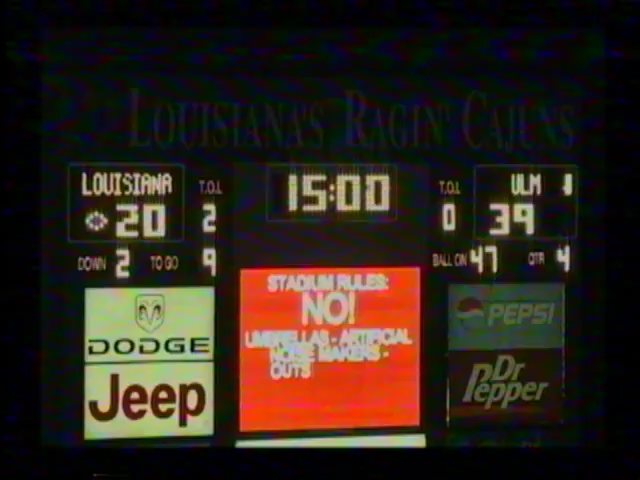 LOUISIANA'S RAGIN' CAJUNS
LOUISIANA
T.O.L
15:00
T.O.L
ULM
20
2
0
39
DOWN 2 TO GO 9
BALL ON 47 QTR 4
STADIUM RULES:
NO!
UMBRELLAS - ARTIFICIAL
NOISE MAKERS -
OUTS
DODGE
Jeep
PEPSI
Dr
Pepper